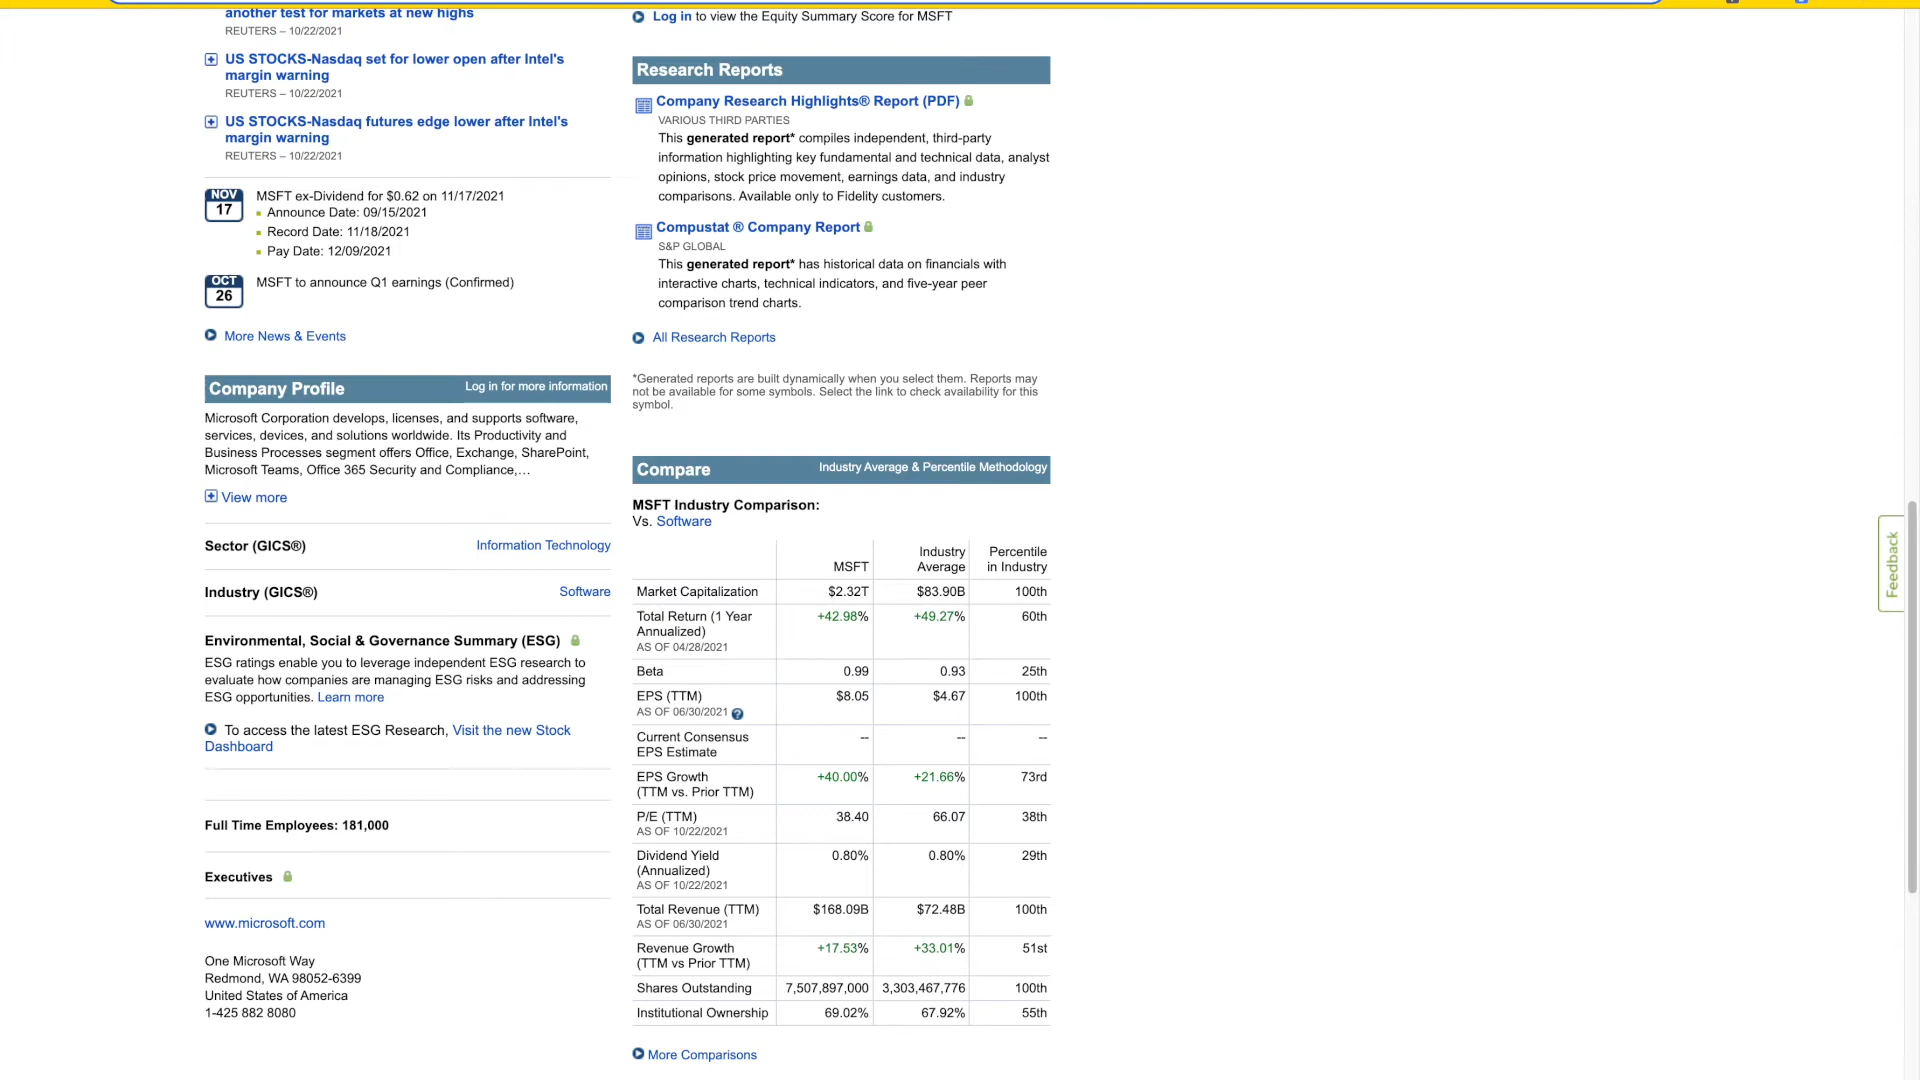 another test for markets at new highs
REUTERS – 10/22/2021
US STOCKS-Nasdaq set for lower open after Intel's
margin warning
REUTERS – 10/22/2021
US STOCKS-Nasdaq futures edge lower after Intel's
margin warning
REUTERS – 10/22/2021
NOV
17
MSFT ex-Dividend for $0.62 on 11/17/2021
Announce Date: 09/15/2021
Record Date: 11/18/2021
Pay Date: 12/09/2021
OCT
26
MSFT to announce Q1 earnings (Confirmed)
More News & Events
Company Profile Log in for more information
Microsoft Corporation develops, licenses, and supports software,
services, devices, and solutions worldwide. Its Productivity and
Business Processes segment offers Office, Exchange, SharePoint,
Microsoft Teams, Office 365 Security and Compliance,…
View more
Sector (GICS®) Information Technology
Industry (GICS®) Software
Environmental, Social & Governance Summary (ESG)
ESG ratings enable you to leverage independent ESG research to
evaluate how companies are managing ESG risks and addressing
ESG opportunities. Learn more
To access the latest ESG Research, Visit the new Stock
Dashboard
Full Time Employees: 181,000
Executives
www.microsoft.com
One Microsoft Way
Redmond, WA 98052-6399
United States of America
1-425 882 8080
Log in to view the Equity Summary Score for MSFT
Research Reports
Company Research Highlights® Report (PDF)
VARIOUS THIRD PARTIES
This generated report* compiles independent, third-party
information highlighting key fundamental and technical data, analyst
opinions, stock price movement, earnings data, and industry
comparisons. Available only to Fidelity customers.
Compustat ® Company Report
S&P GLOBAL
This generated report* has historical data on financials with
interactive charts, technical indicators, and five-year peer
comparison trend charts.
All Research Reports
*Generated reports are built dynamically when you select them. Reports may
not be available for some symbols. Select the link to check availability for this
symbol.
Compare Industry Average & Percentile Methodology
MSFT Industry Comparison:
Vs. Software
Industry Percentile
MSFT Average in Industry
Market Capitalization $2.32T $83.90B 100th
Total Return (1 Year +42.98% +49.27% 60th
Annualized)
AS OF 04/28/2021
Beta 0.99 0.93 25th
EPS (TTM) $8.05 $4.67 100th
AS OF 06/30/2021 ?
Current Consensus -- -- --
EPS Estimate
EPS Growth +40.00% +21.66% 73rd
(TTM vs. Prior TTM)
P/E (TTM) 38.40 66.07 38th
AS OF 10/22/2021
Dividend Yield 0.80% 0.80% 29th
(Annualized)
AS OF 10/22/2021
Total Revenue (TTM) $168.09B $72.48B 100th
AS OF 06/30/2021
Revenue Growth +17.53% +33.01% 51st
(TTM vs Prior TTM)
Shares Outstanding 7,507,897,000 3,303,467,776 100th
Institutional Ownership 69.02% 67.92% 55th
More Comparisons
Feedback